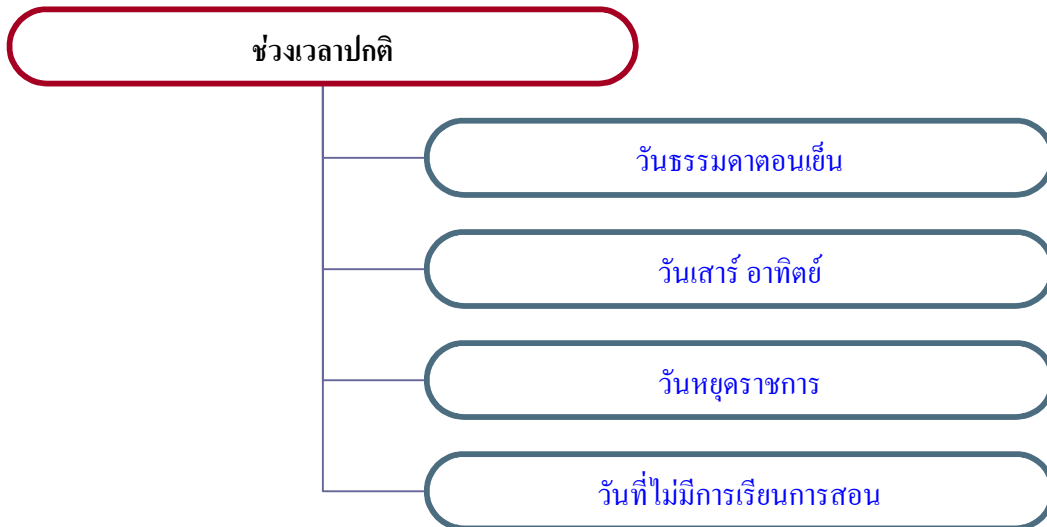 ช่วงเวลาปกติ
วันธรรมดาตอนเย็น
วันเสาร์ อาทิตย์
วันหยุดราชการ
วันที่ไม่มีการเรียนการสอน